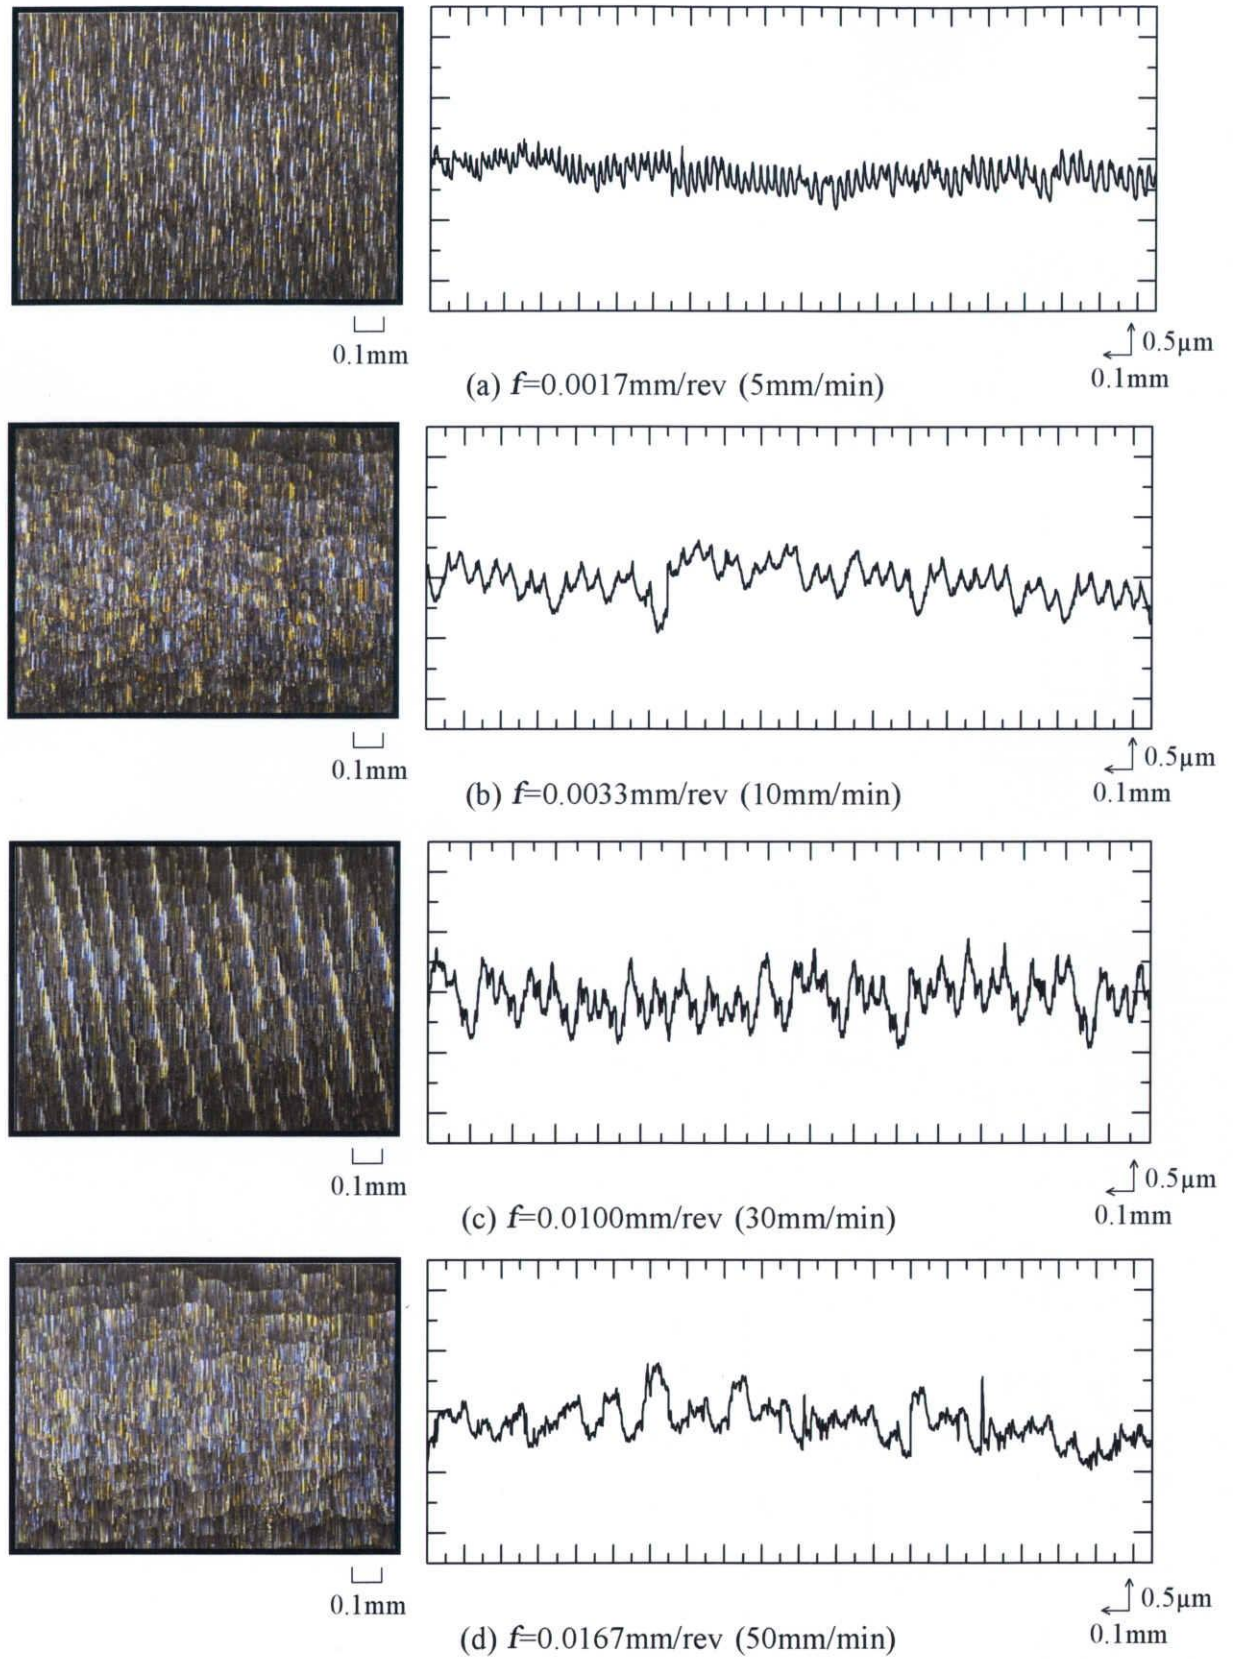 0.1mm
0.5μm
0.1mm
(a) f=0.0017mm/rev (5mm/min)
0.1mm
0.5μm
0.1mm
(b) f=0.0033mm/rev (10mm/min)
0.1mm
0.5μm
0.1mm
(c) f=0.0100mm/rev (30mm/min)
0.1mm
0.5μm
0.1mm
(d) f=0.0167mm/rev (50mm/min)